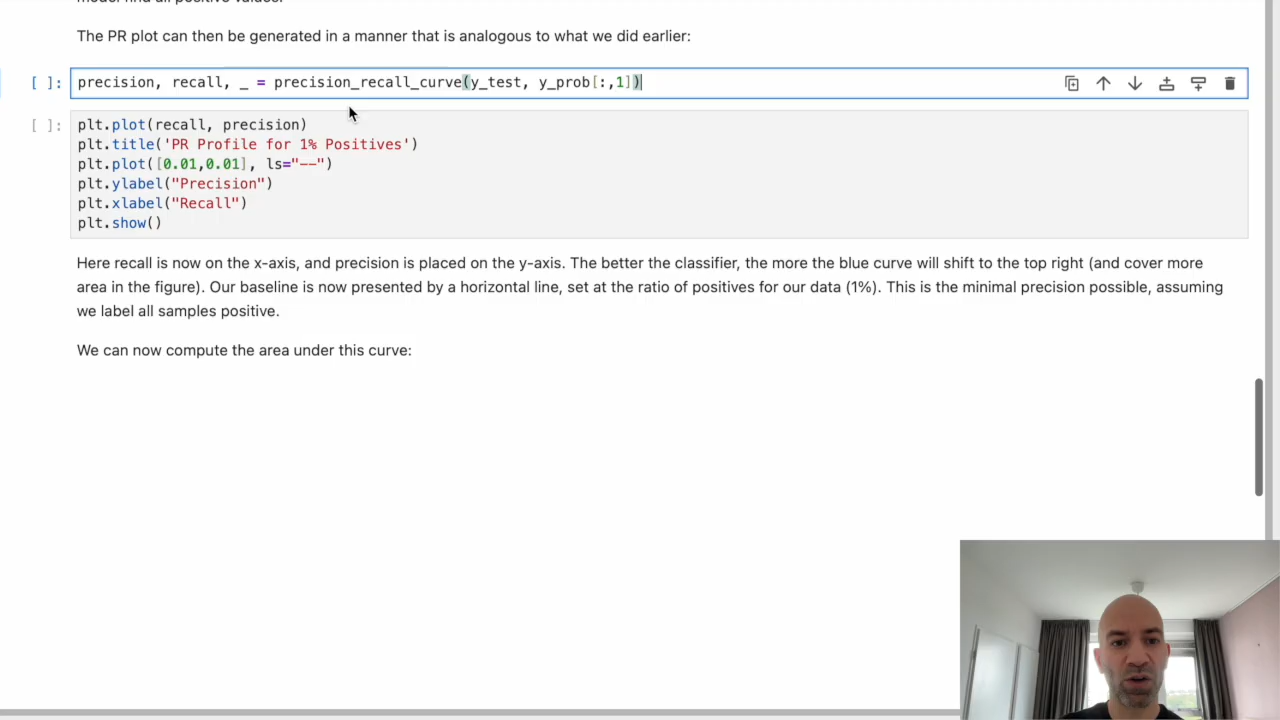 The PR plot can then be generated in a manner that is analogous to what we did earlier:
[ ]: precision, recall, _ = precision_recall_curve(y_test, y_prob[:,1])
[ ]: plt.plot(recall, precision)
plt.title('PR Profile for 1% Positives')
plt.plot([0.01,0.01], ls="--")
plt.ylabel("Precision")
plt.xlabel("Recall")
plt.show()
Here recall is now on the x-axis, and precision is placed on the y-axis. The better the classifier, the more the blue curve will shift to the top right (and cover more
area in the figure). Our baseline is now presented by a horizontal line, set at the ratio of positives for our data (1%). This is the minimal precision possible, assuming
we label all samples positive.
We can now compute the area under this curve: